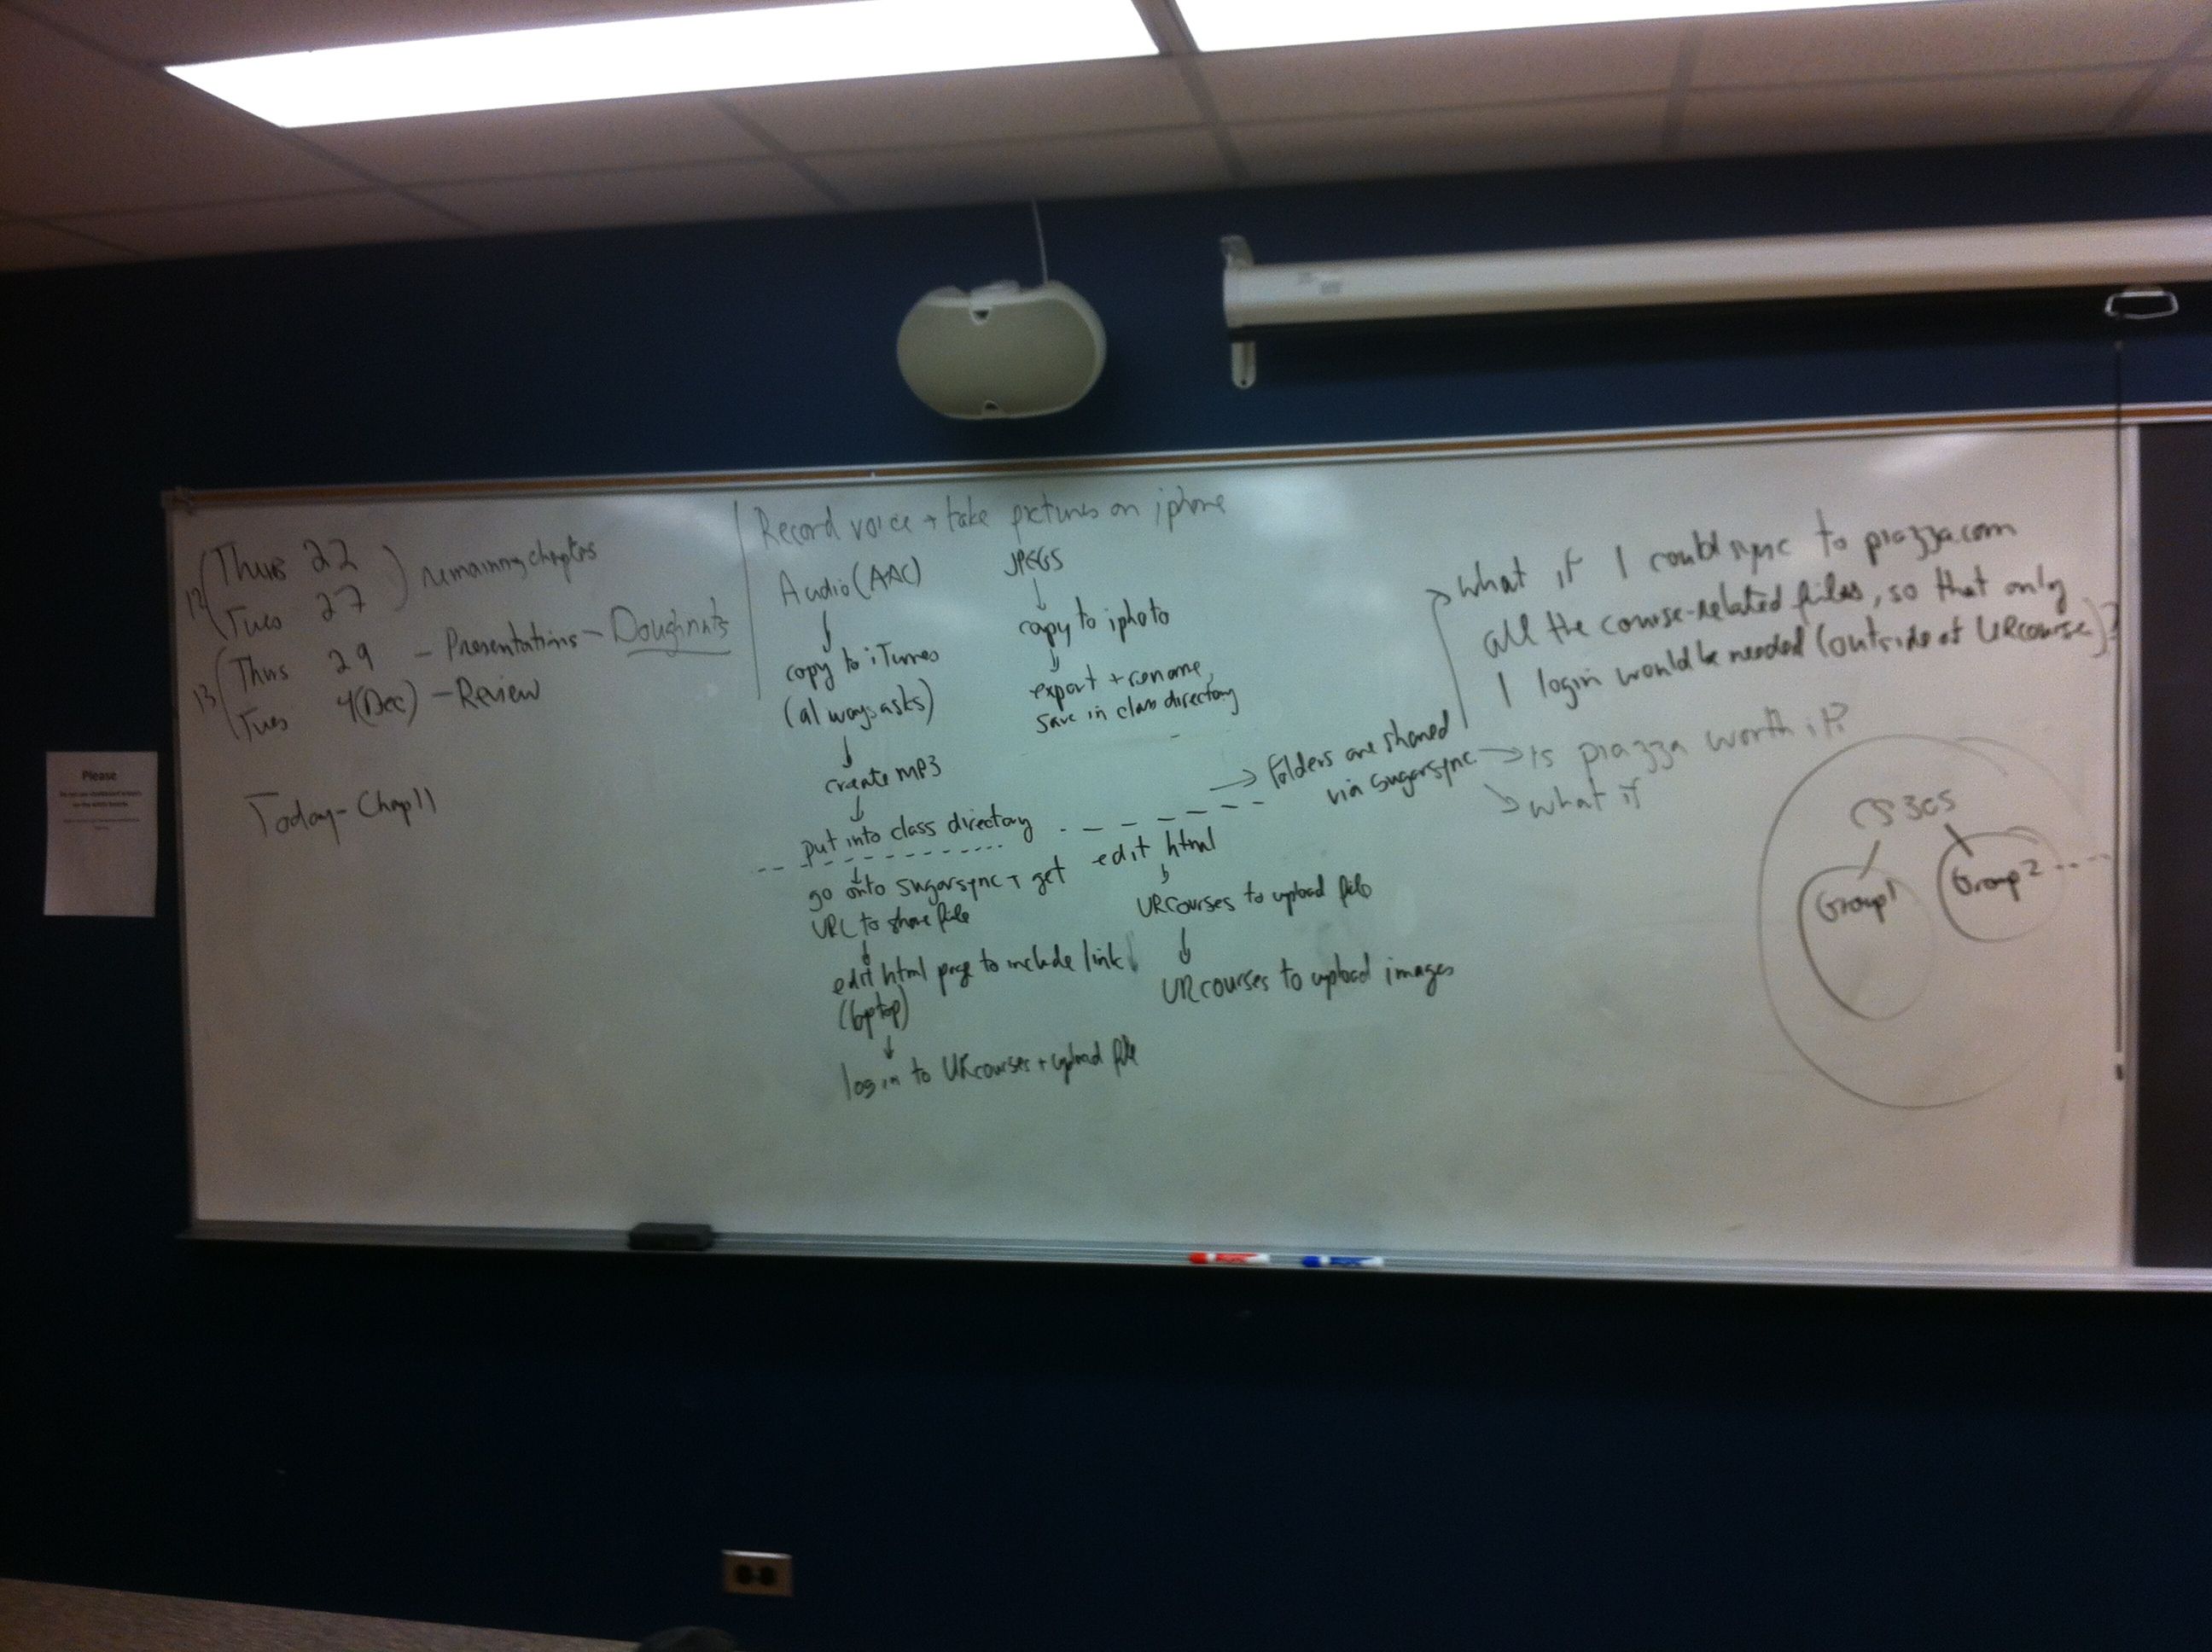 12 Thurs 22
Tues 27
remaining chapters
13 Thurs 29 - Presentations - Doughnuts
Tues 4(Dec) - Review
Today - Chap 11
Record voice + take pictures on iphone
Audio (AAC)
copy to iTunes
(always asks)
create MP3
put into class directory
go onto sugarsync + get
URL to share file
edit html page to include link
(laptop)
log in to URcourses + upload file
JPEGS
copy to iphoto
export + rename,
save in class directory
edit html
URcourses to upload file
URcourses to upload images
folders are shared
via sugarsync
what if I could sync to piazza.com
all the course-related files, so that only
1 login would be needed (outside of URcourse)?
is piazza worth it?
what if
CS305
Group 1
Group 2
Please